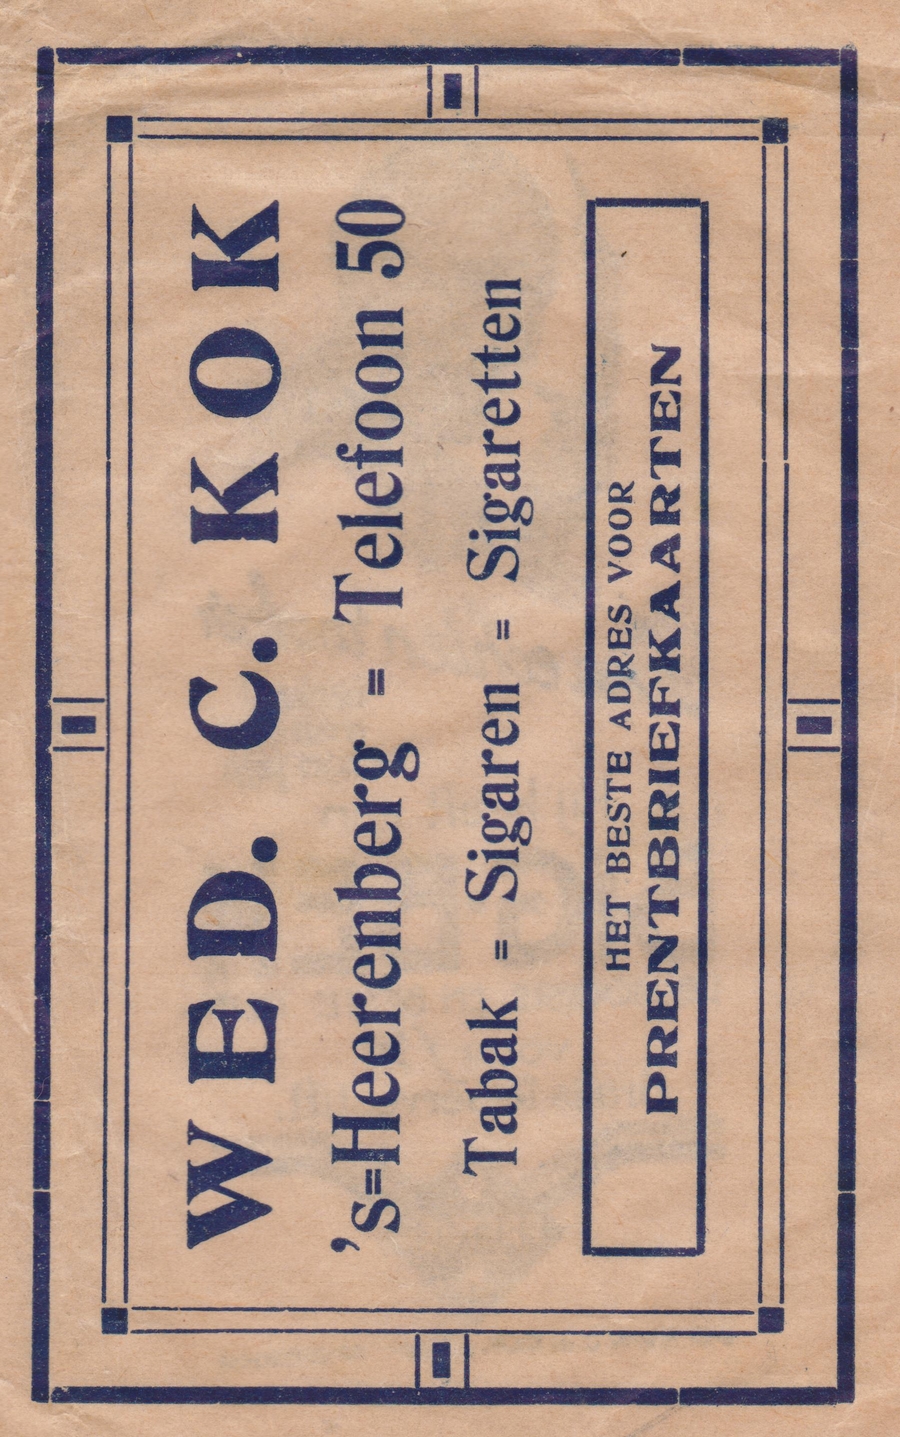 WED. C. KOK
's=Heerenberg = Telefoon 50
Tabak = Sigaren = Sigaretten
HET BESTE ADRES VOOR
PRENTBRIEFKAARTEN